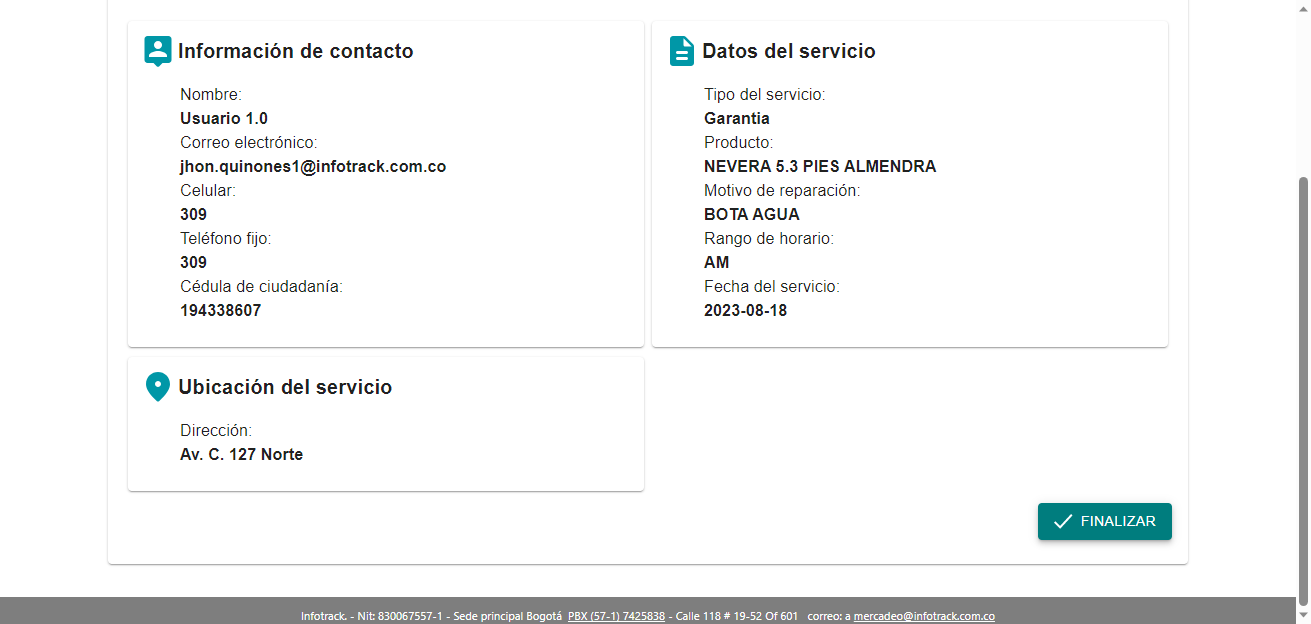 Información de contacto
Nombre:
Usuario 1.0
Correo electrónico:
jhon.quinones1@infotrack.com.co
Celular:
309
Teléfono fijo:
309
Cédula de ciudadanía:
194338607
Datos del servicio
Tipo del servicio:
Garantia
Producto:
NEVERA 5.3 PIES ALMENDRA
Motivo de reparación:
BOTA AGUA
Rango de horario:
AM
Fecha del servicio:
2023-08-18
Ubicación del servicio
Dirección:
Av. C. 127 Norte
FINALIZAR
Infotrack. - Nit: 830067557-1 - Sede principal Bogotá PBX (57-1) 7425838 - Calle 118 # 19-52 Of 601 correo: a mercadeo@infotrack.com.co